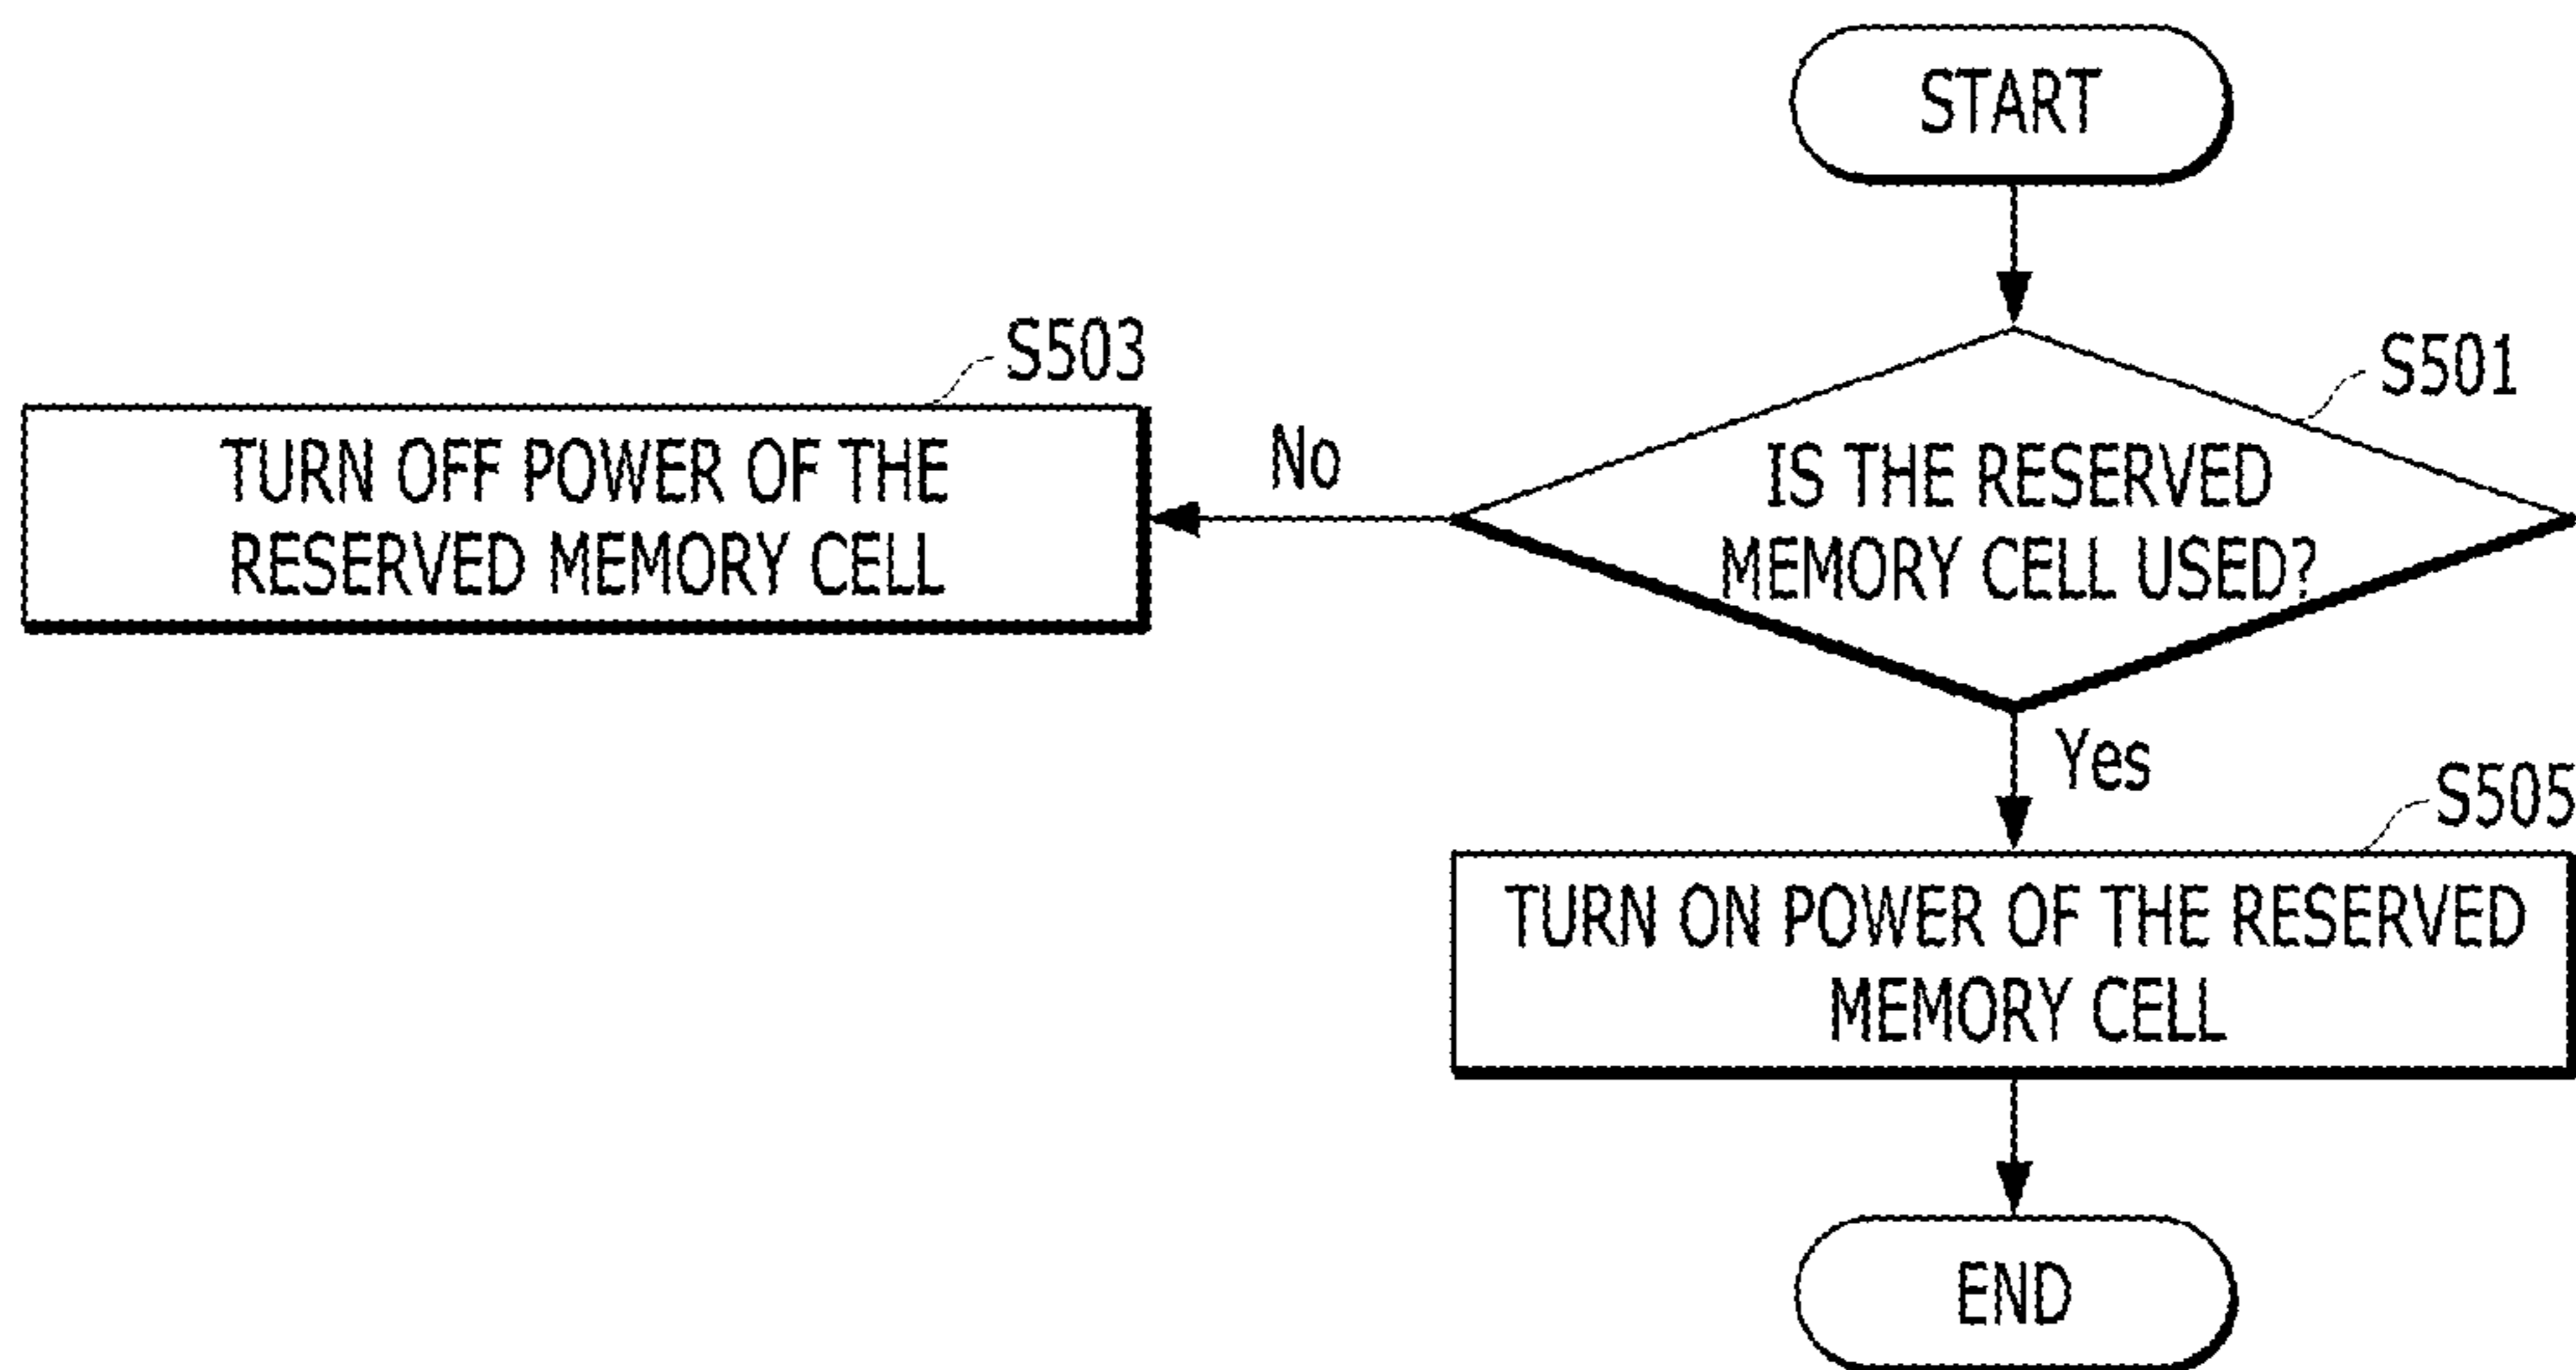 START
S501
IS THE RESERVED
MEMORY CELL USED?
No
S503
TURN OFF POWER OF THE
RESERVED MEMORY CELL
Yes
S505
TURN ON POWER OF THE RESERVED
MEMORY CELL
END